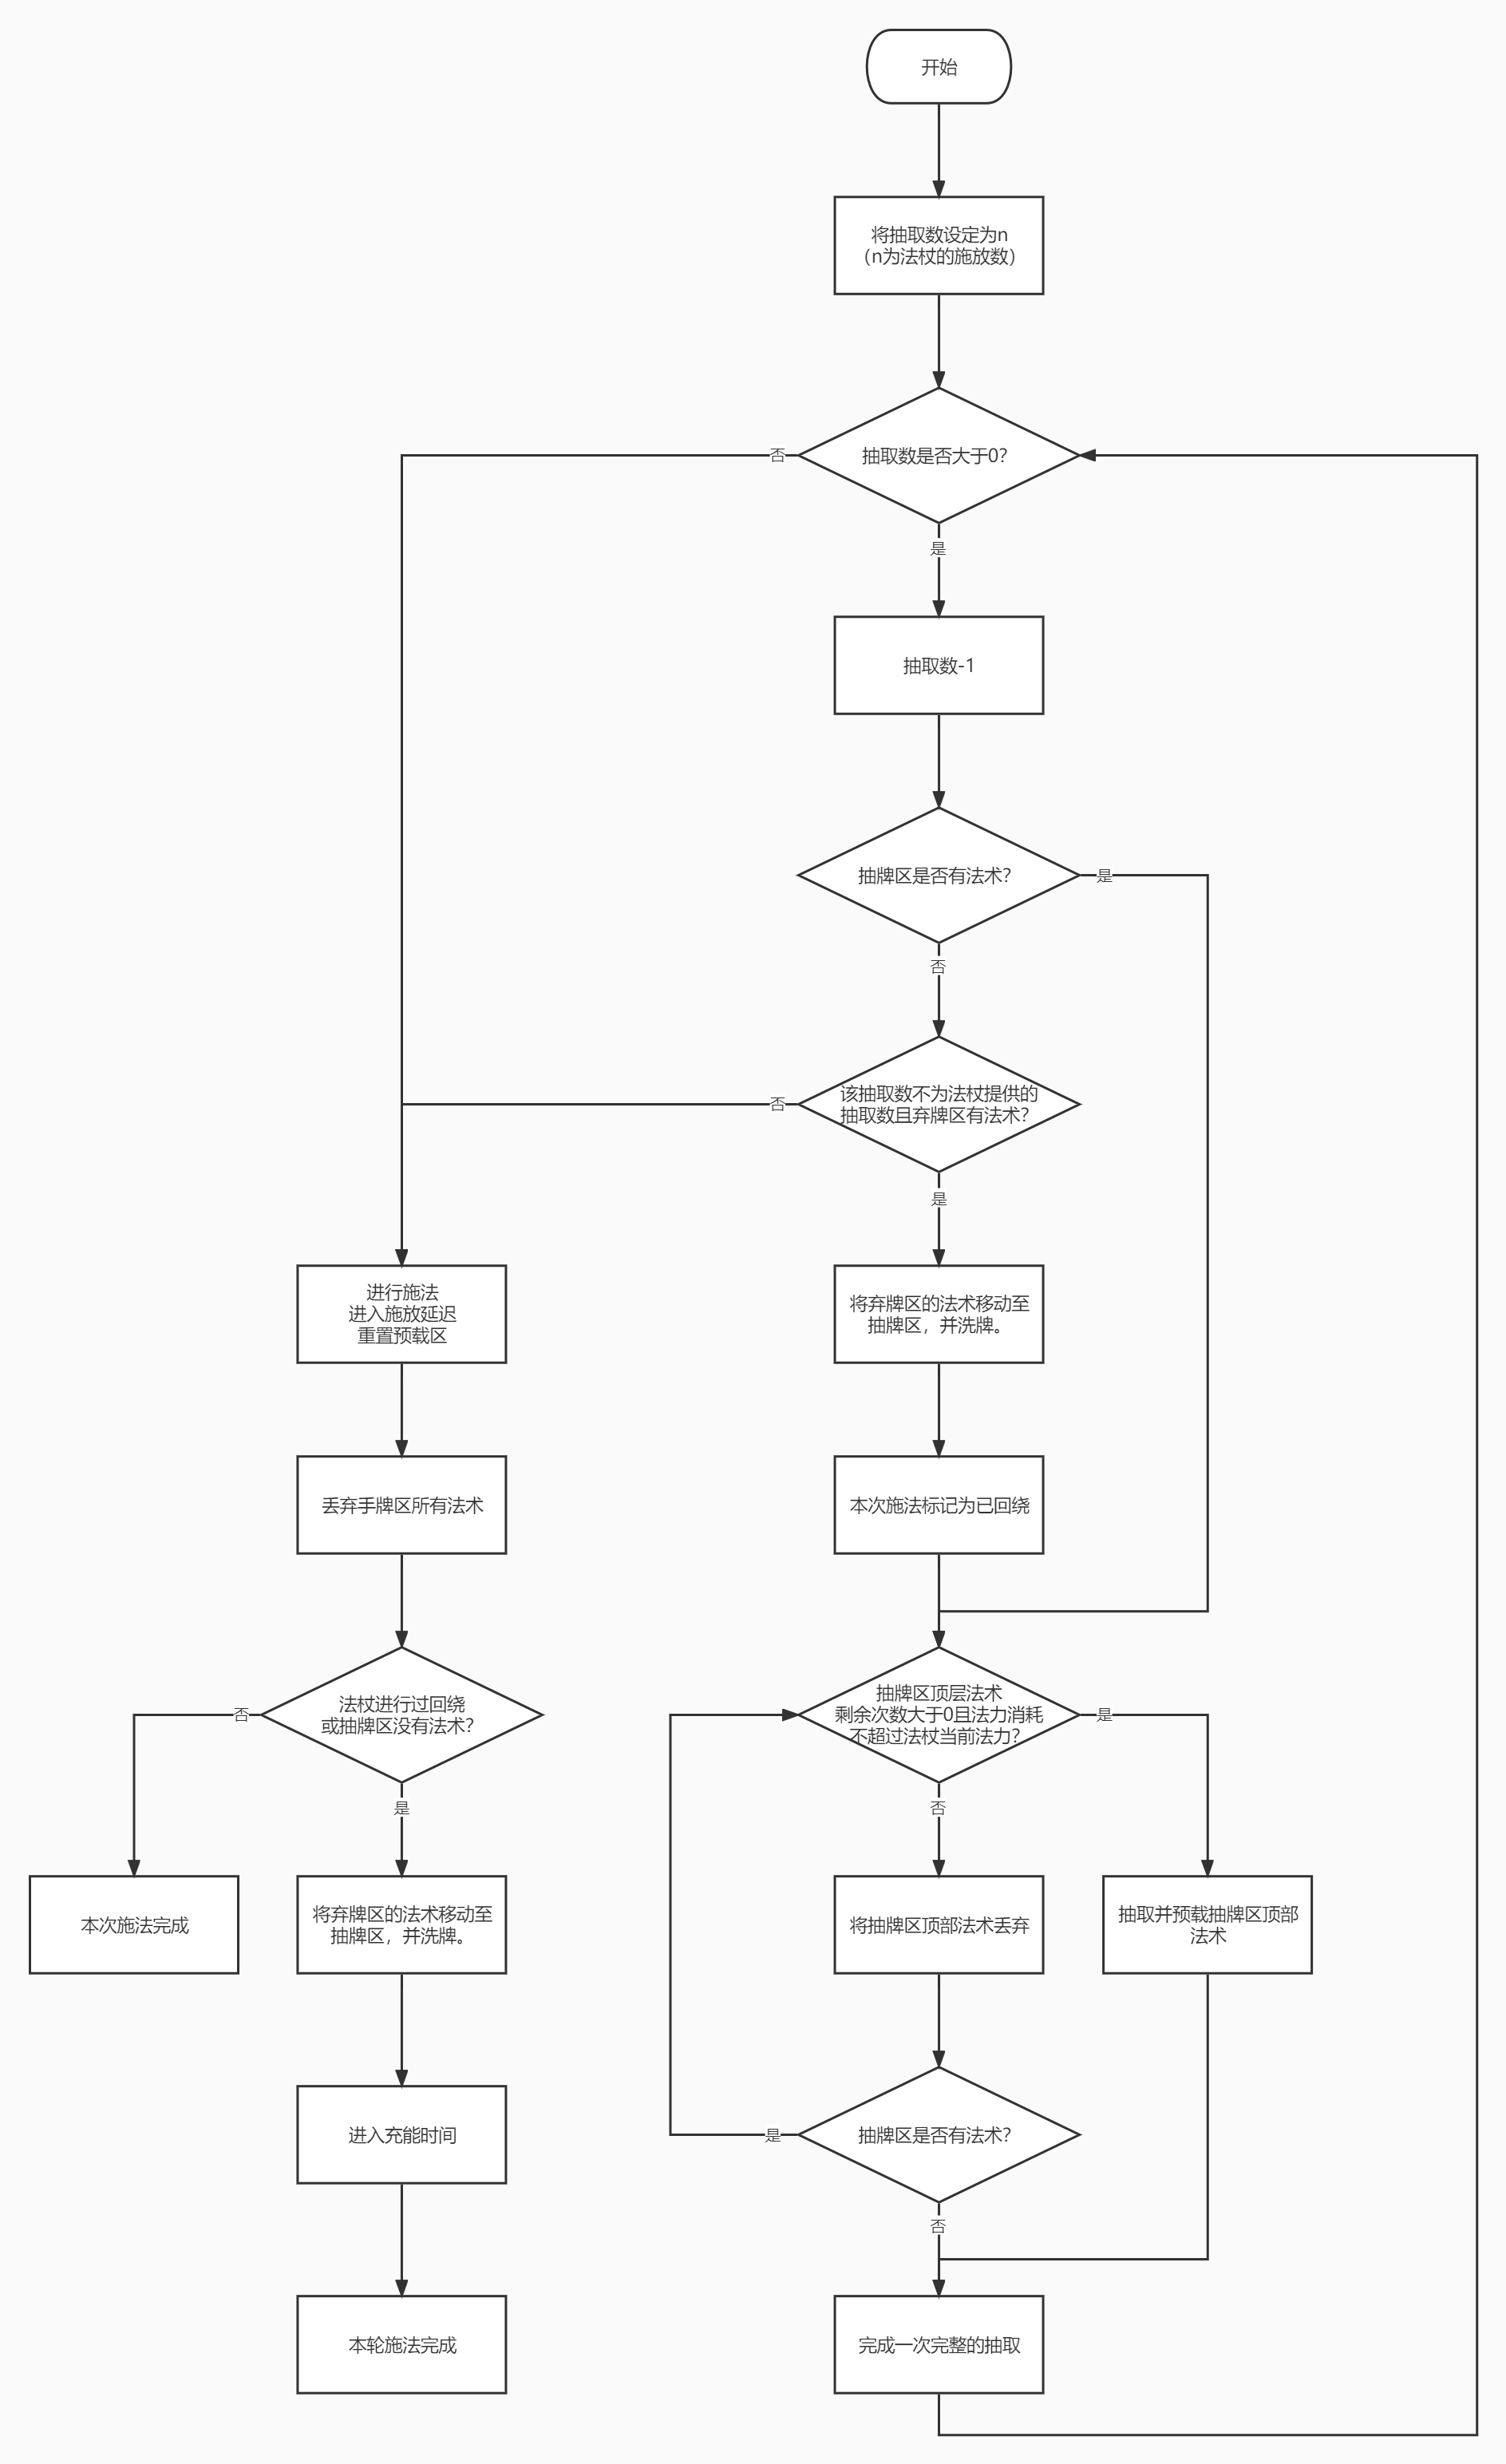 开始
将抽取数设定为n
（n为法杖的施放数）
抽取数是否大于0?
否
是
抽取数-1
抽牌区是否有法术?
是
否
该抽取数不为法杖提供的
抽取数且弃牌区有法术?
否
是
进行施法
进入施放延迟
重置预载区
将弃牌区的法术移动至
抽牌区，并洗牌。
丢弃手牌区所有法术
本次施法标记为已回绕
法杖进行过回绕
或抽牌区没有法术?
否
是
抽牌区顶层法术
剩余次数大于0且法力消耗
不超过法杖当前法力?
是
否
本次施法完成
将弃牌区的法术移动至
抽牌区，并洗牌。
将抽牌区顶部法术丢弃
抽取并预载抽牌区顶部
法术
进入充能时间
抽牌区是否有法术?
是
否
本轮施法完成
完成一次完整的抽取